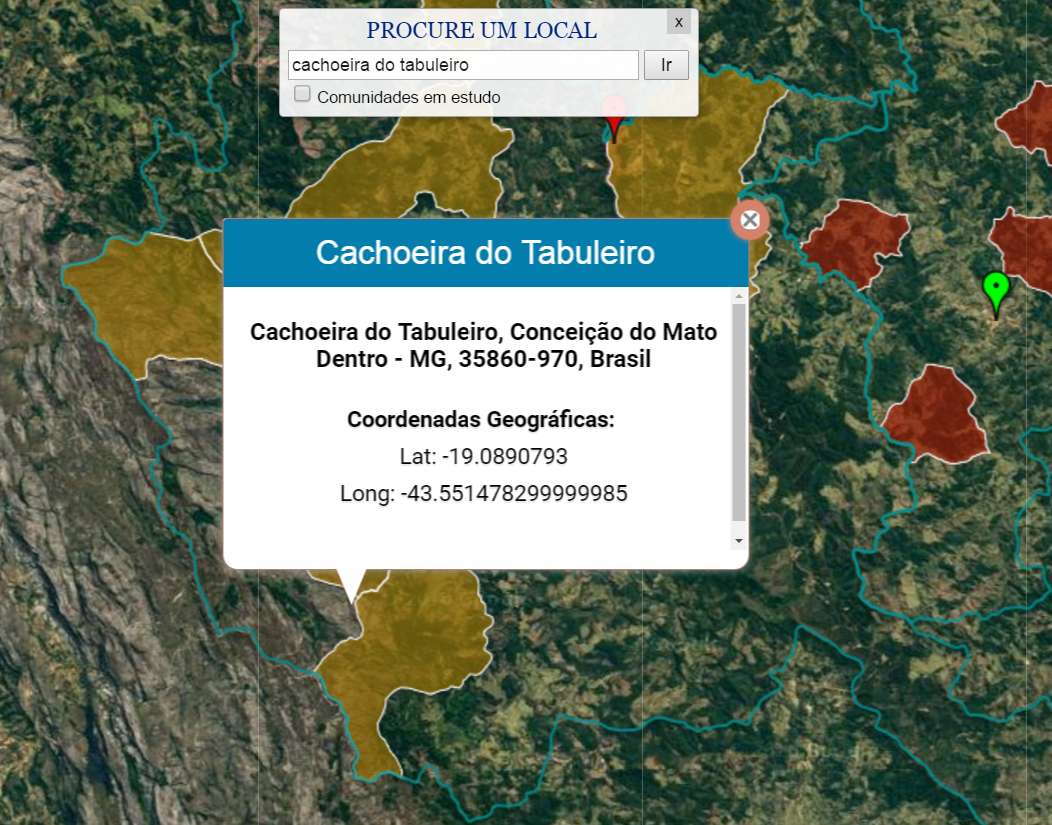 PROCURE UM LOCAL
x
cachoeira do tabuleiro
Ir
Comunidades em estudo
Cachoeira do Tabuleiro
Cachoeira do Tabuleiro, Conceição do Mato
Dentro - MG, 35860-970, Brasil
Coordenadas Geográficas:
Lat: -19.0890793
Long: -43.551478299999985